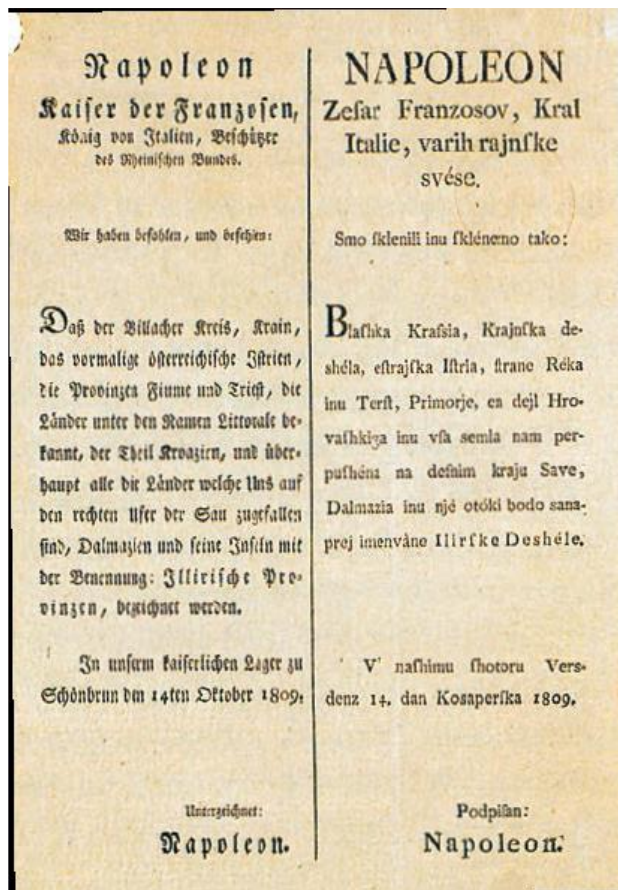 Napoleon
Kaiser der Franzosen,
König von Italien, Beschützer
des Rheinischen Bundes.
Wir haben befohlen, und befehlen:
Daß der Villacher Kreis, Krain,
das vormalige österreichische Istrien,
die Provinzen Fiume und Triest, die
Länder unter den Namen Littorale be-
kannt, der Theil Kroazien, und über-
haupt alle die Länder welche Uns auf
den rechten Ufer der Sau zugefallen
sind, Dalmazien und seine Inseln mit
der Benennung: Illirische Pro-
vinzen, bezeichnet werden.
In unserm kaiserlichen Lager zu
Schönbrun den 14ten Oktober 1809.
Unterzeichnet:
Napoleon.
NAPOLEON
Zeſar Franzosov, Kral
Italie, varih rajnſke
svése.
Smo ſklenili inu ſklénemo tako:
Blaſhka Kraſsia, Krajnſka de-
shéla, eſtrajſka Iſtria, ſtrane Réka
inu Terſt, Primorje, en dejl Hro-
vaſhkiga inu vſa semla nam per-
puſhéna na deſnim kraju Save,
Dalmazia inu njé otóki bodo sana-
prej imenváne Ilirſke Deshéle.
V' naſhimu ſhotoru Vers-
denz 14. dan Kosaperſka 1809.
Podpiſan:
Napoleon.